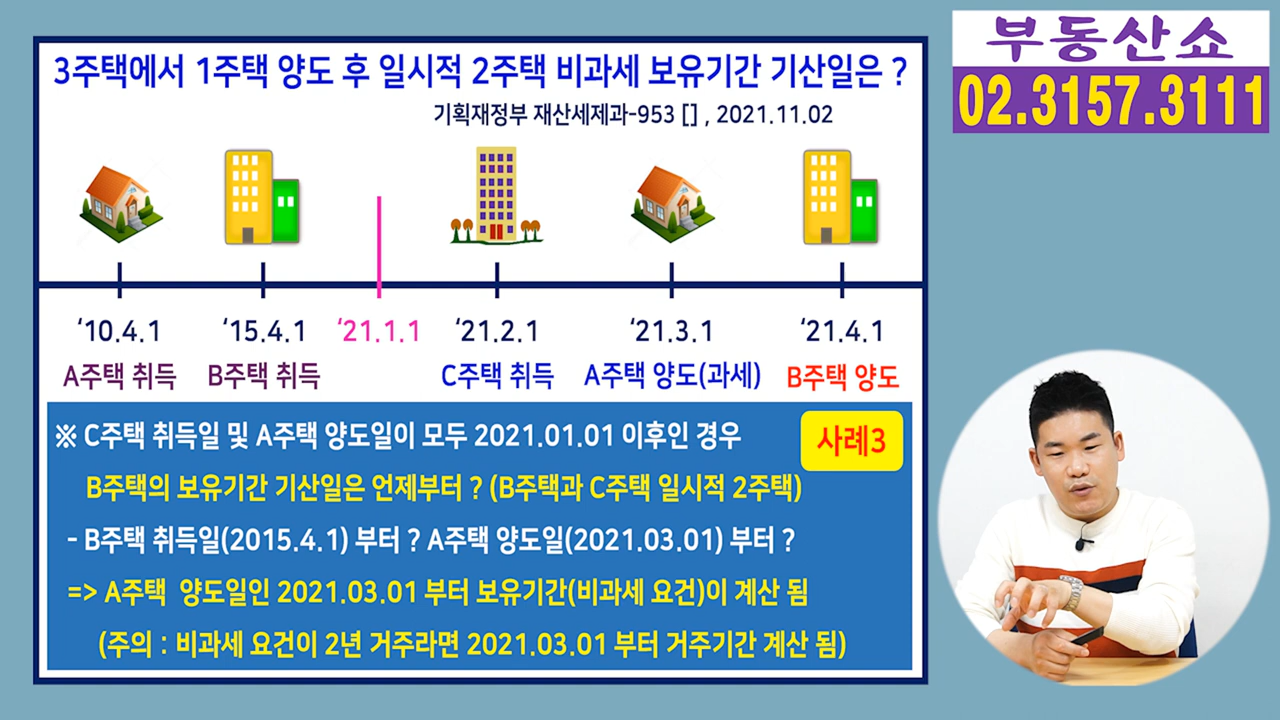 부동산쇼
02.3157.3111
3주택에서 1주택 양도 후 일시적 2주택 비과세 보유기간 기산일은 ?
기획재정부 재산세제과-953 [] , 2021.11.02
‘10.4.1 ‘15.4.1 ‘21.1.1 ‘21.2.1 ‘21.3.1 ‘21.4.1
A주택 취득 B주택 취득 C주택 취득 A주택 양도(과세) B주택 양도
※ C주택 취득일 및 A주택 양도일이 모두 2021.01.01 이후인 경우
사례3
B주택의 보유기간 기산일은 언제부터 ? (B주택과 C주택 일시적 2주택)
- B주택 취득일(2015.4.1) 부터 ? A주택 양도일(2021.03.01) 부터 ?
=> A주택 양도일인 2021.03.01 부터 보유기간(비과세 요건)이 계산 됨
(주의 : 비과세 요건이 2년 거주라면 2021.03.01 부터 거주기간 계산 됨)